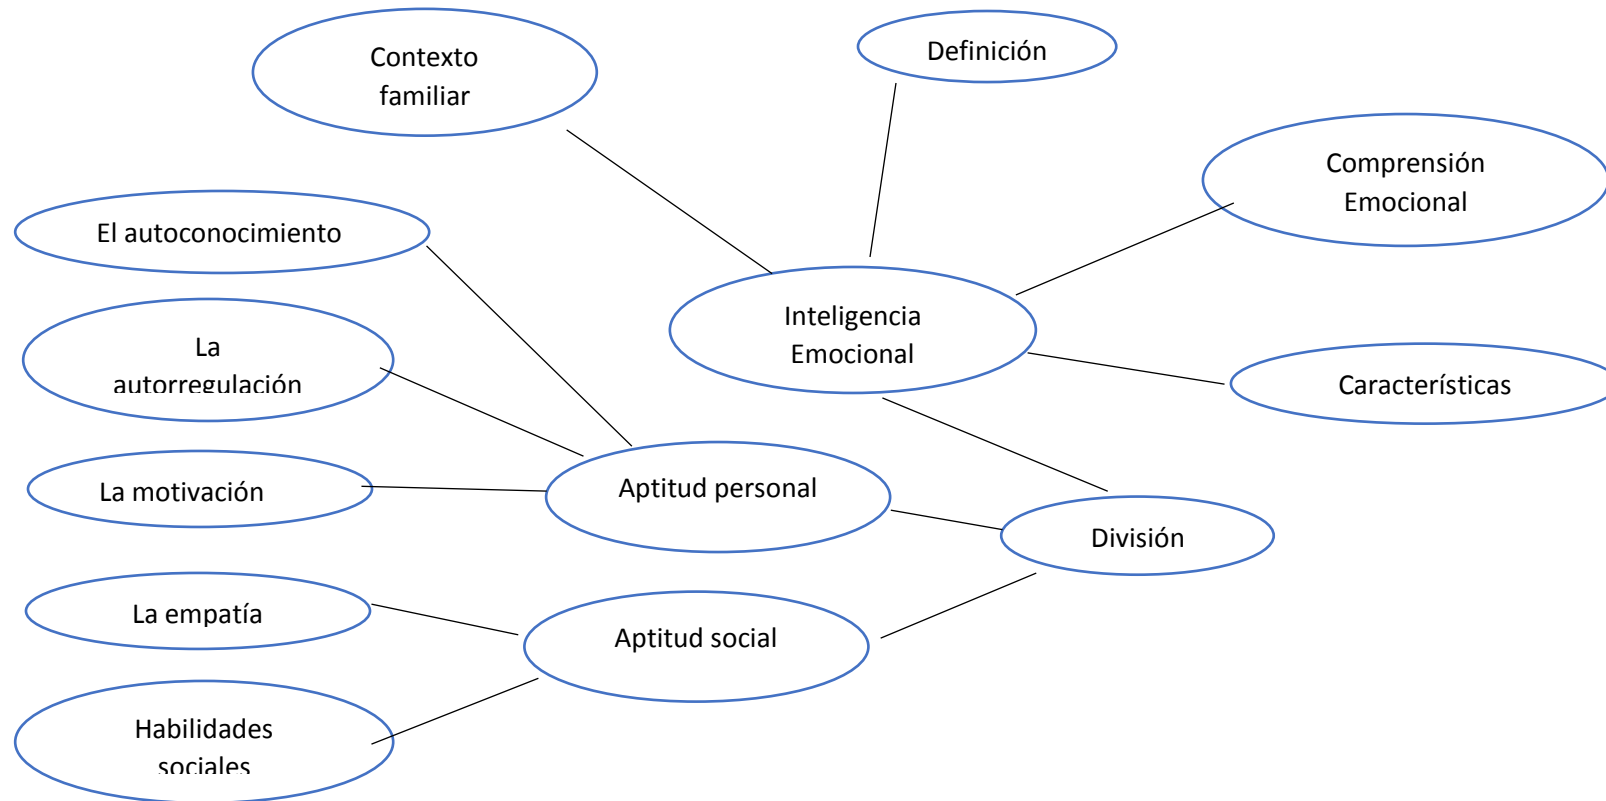 Contexto
familiar
Definición
Comprensión
Emocional
El autoconocimiento
Inteligencia
Emocional
La
autorregulación
Características
La motivación
Aptitud personal
División
La empatía
Aptitud social
Habilidades
sociales